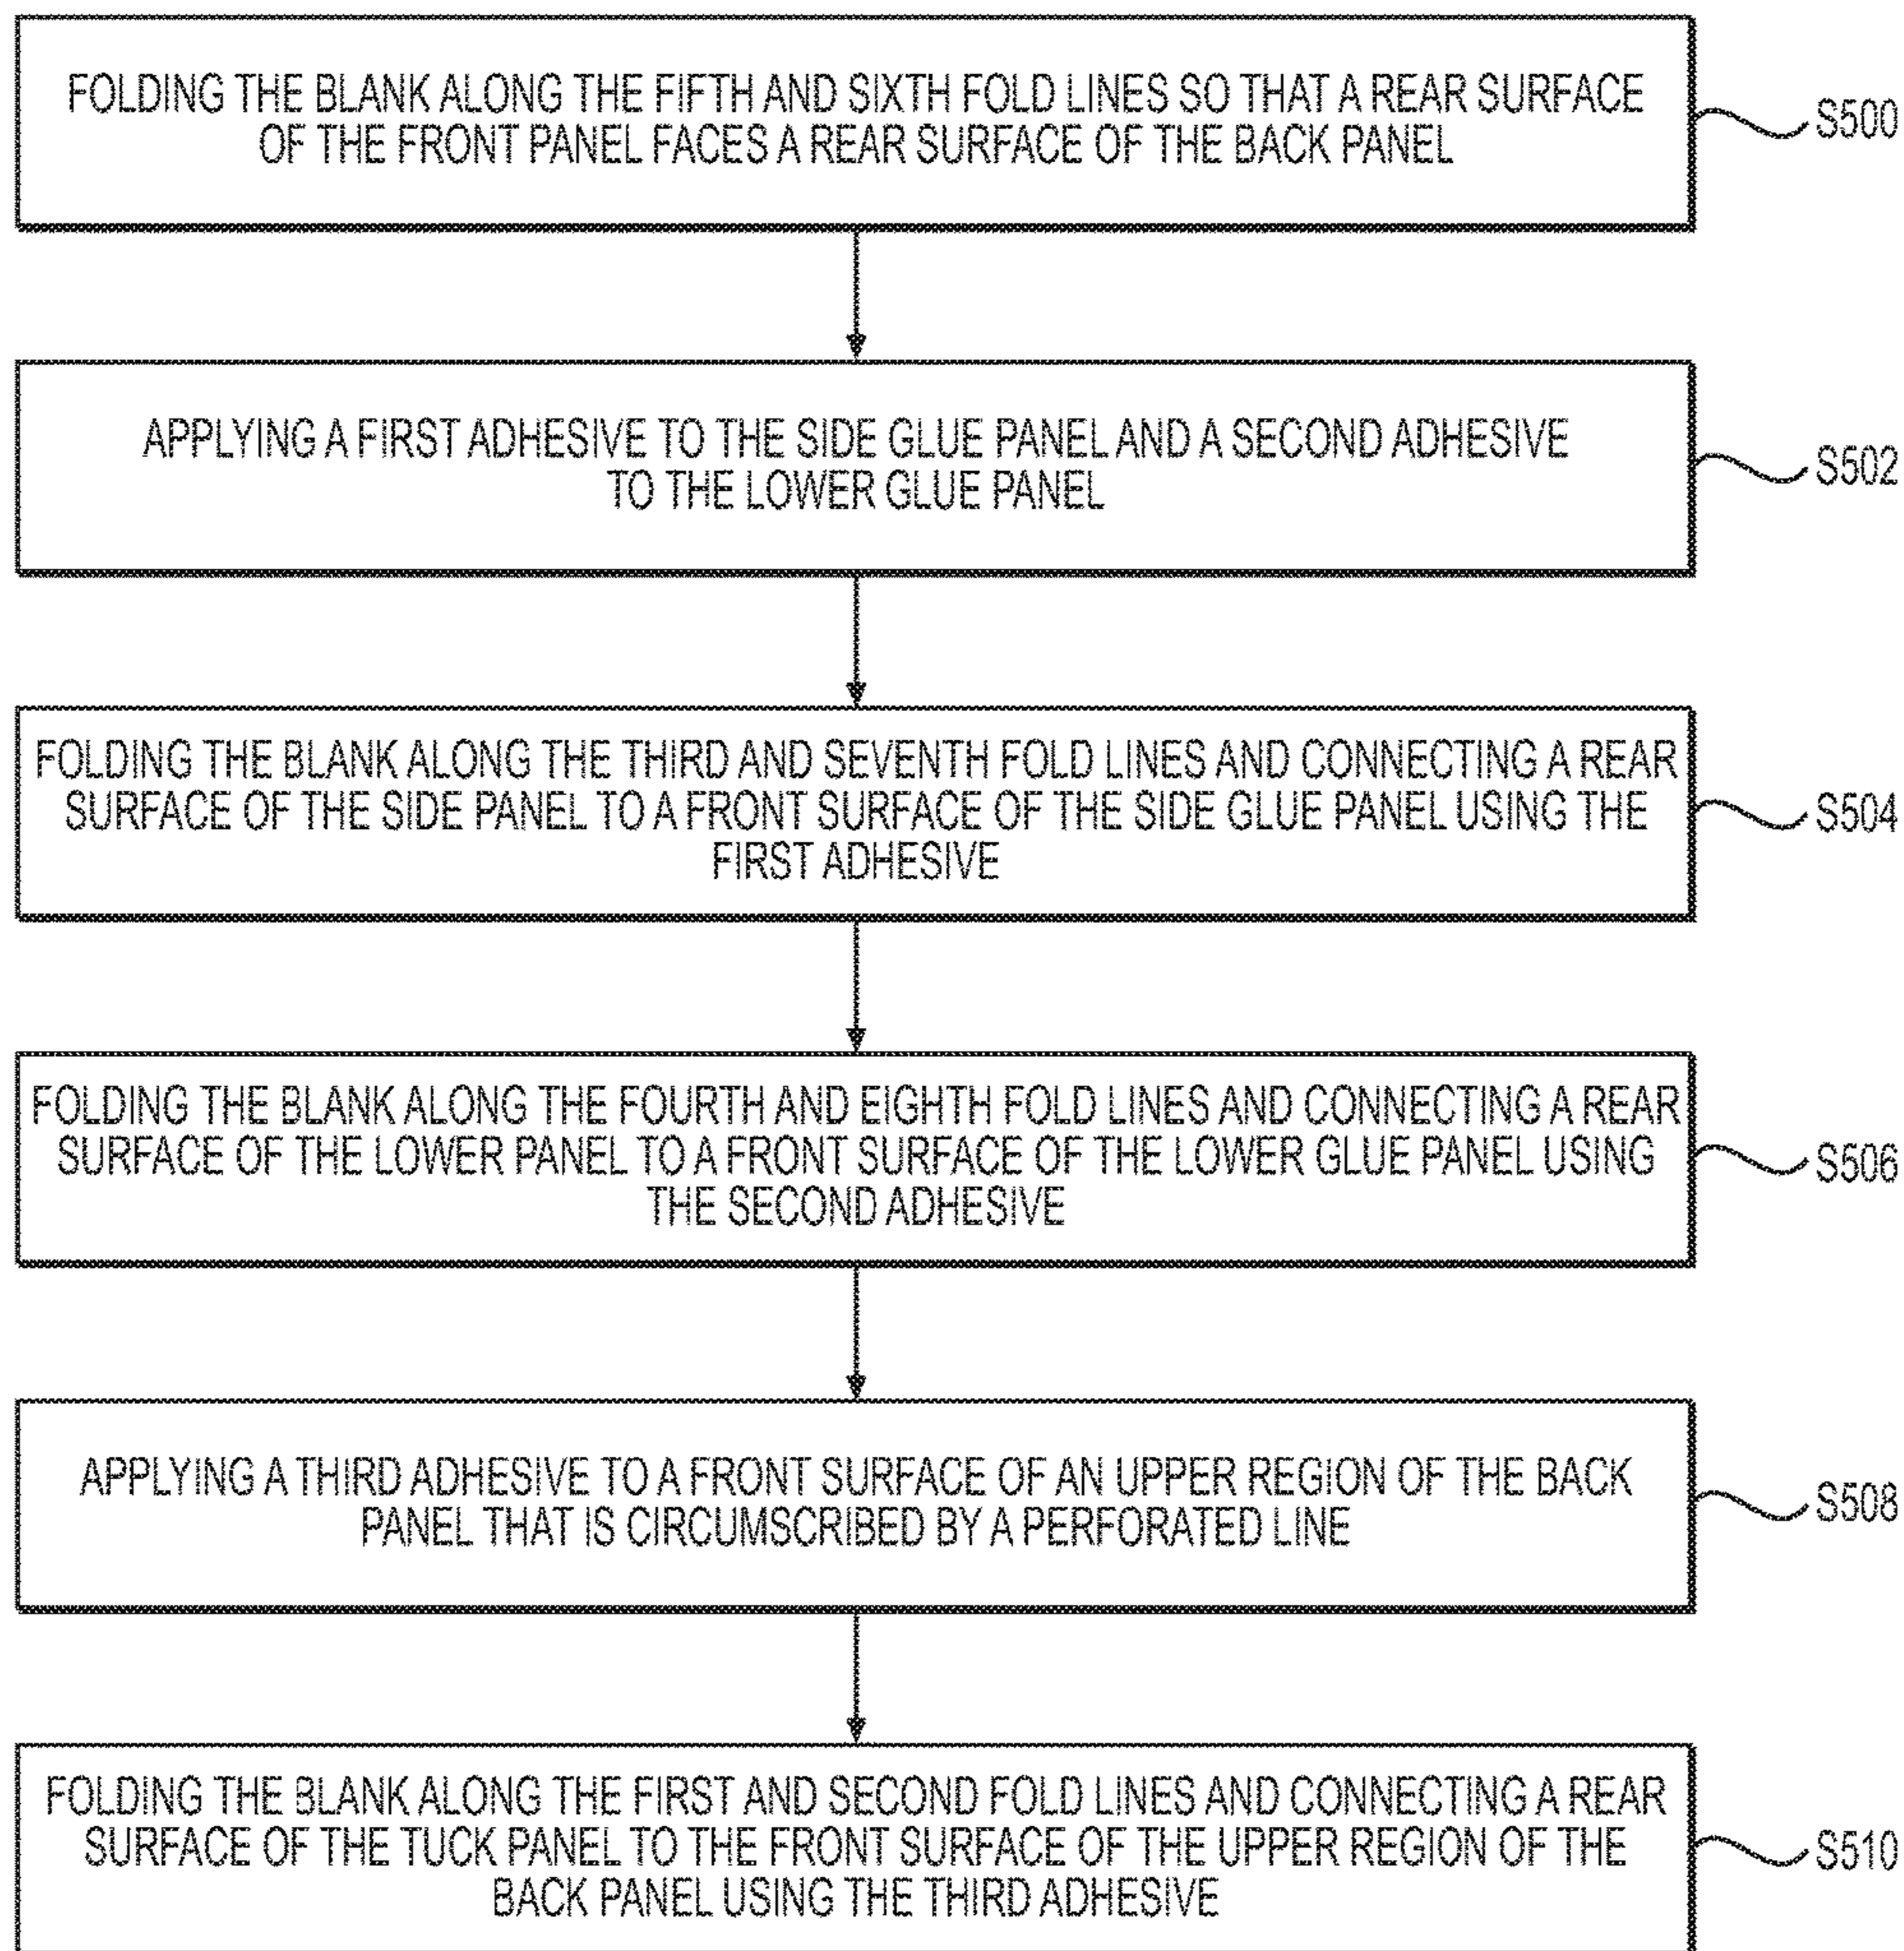 FOLDING THE BLANK ALONG THE FIFTH AND SIXTH FOLD LINES SO THAT A REAR SURFACE
OF THE FRONT PANEL FACES A REAR SURFACE OF THE BACK PANEL
S500
APPLYING A FIRST ADHESIVE TO THE SIDE GLUE PANEL AND A SECOND ADHESIVE
TO THE LOWER GLUE PANEL
S502
FOLDING THE BLANK ALONG THE THIRD AND SEVENTH FOLD LINES AND CONNECTING A REAR
SURFACE OF THE SIDE PANEL TO A FRONT SURFACE OF THE SIDE GLUE PANEL USING THE
FIRST ADHESIVE
S504
FOLDING THE BLANK ALONG THE FOURTH AND EIGHTH FOLD LINES AND CONNECTING A REAR
SURFACE OF THE LOWER PANEL TO A FRONT SURFACE OF THE LOWER GLUE PANEL USING
THE SECOND ADHESIVE
S506
APPLYING A THIRD ADHESIVE TO A FRONT SURFACE OF AN UPPER REGION OF THE BACK
PANEL THAT IS CIRCUMSCRIBED BY A PERFORATED LINE
S508
FOLDING THE BLANK ALONG THE FIRST AND SECOND FOLD LINES AND CONNECTING A REAR
SURFACE OF THE TUCK PANEL TO THE FRONT SURFACE OF THE UPPER REGION OF THE
BACK PANEL USING THE THIRD ADHESIVE
S510